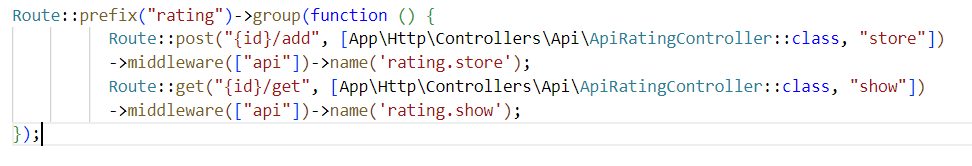 Route::prefix("rating")->group(function () {
        Route::post("{id}/add", [App\Http\Controllers\Api\ApiRatingController::class, "store"])
        ->middleware(["api"])->name('rating.store');
        Route::get("{id}/get", [App\Http\Controllers\Api\ApiRatingController::class, "show"])
        ->middleware(["api"])->name('rating.show');
});